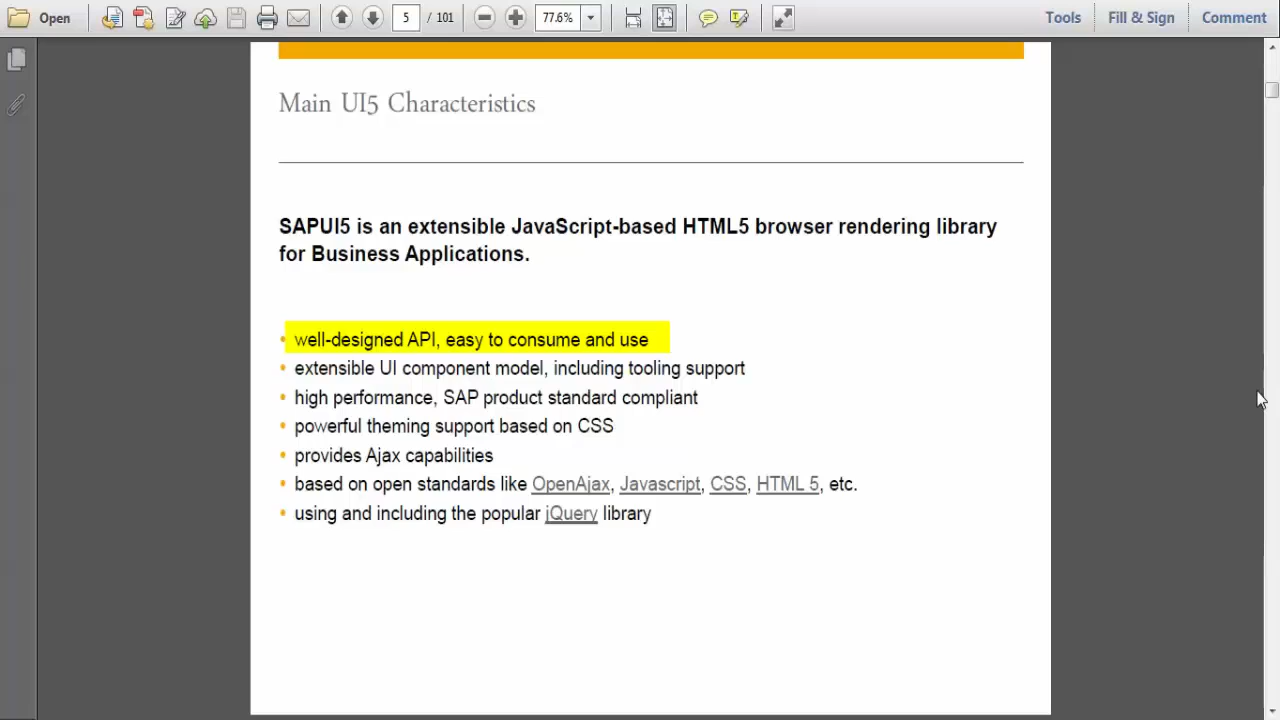 Open 5 / 101 77.6% Tools Fill & Sign Comment
Main UI5 Characteristics
SAPUI5 is an extensible JavaScript-based HTML5 browser rendering library
for Business Applications.
• well-designed API, easy to consume and use
• extensible UI component model, including tooling support
• high performance, SAP product standard compliant
• powerful theming support based on CSS
• provides Ajax capabilities
• based on open standards like OpenAjax, Javascript, CSS, HTML 5, etc.
• using and including the popular jQuery library